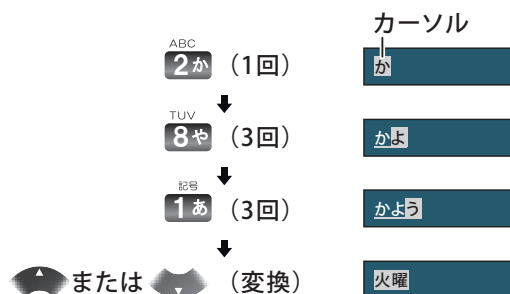 カーソル
ABC
2か （1回） か
TUV
8や （3回） かよ
記号
1あ （3回） かよう
または （変換） 火曜